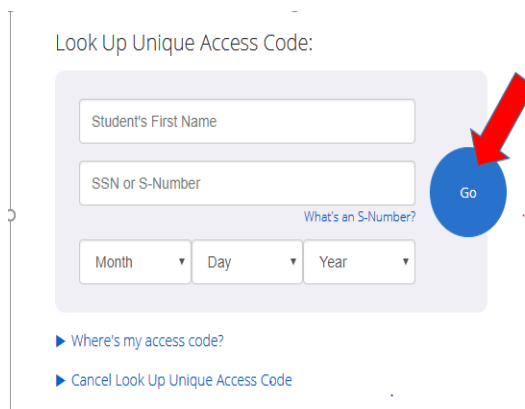 Look Up Unique Access Code:
Student's First Name
SSN or S-Number
Go
What's an S-Number?
Month Day Year
Where's my access code?
Cancel Look Up Unique Access Code